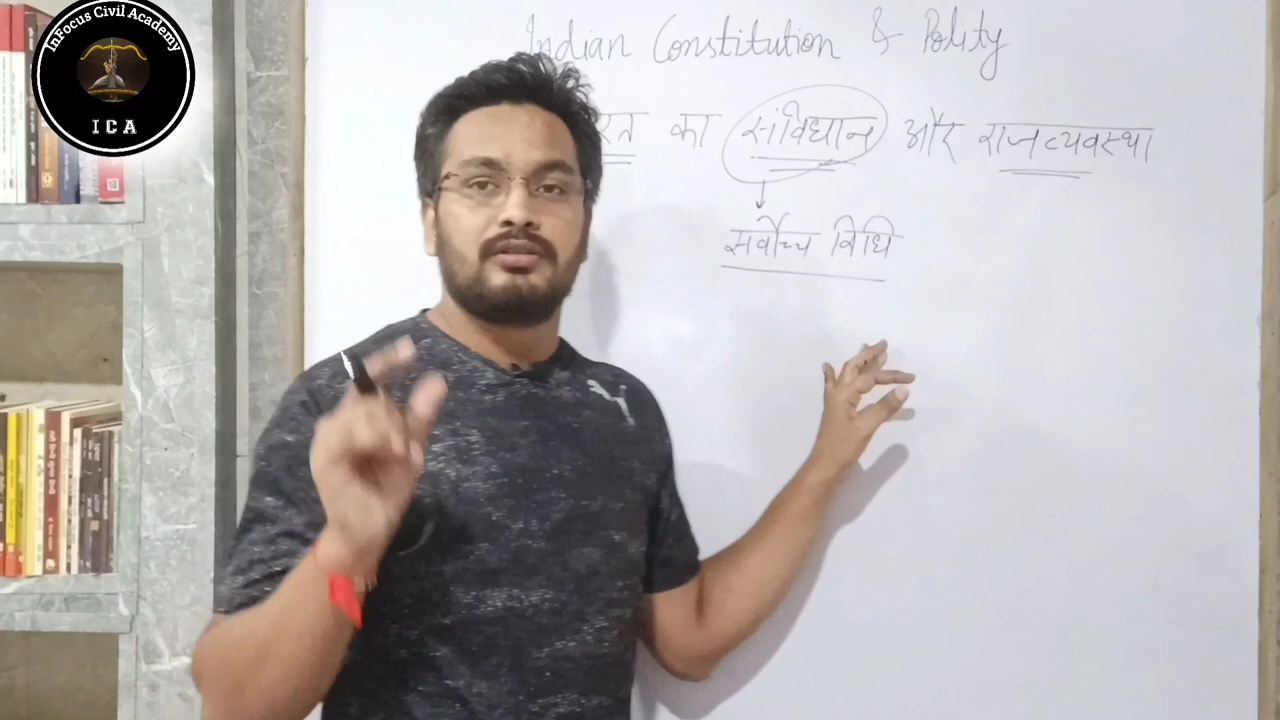 InFocus Civil Academy
ICA
Indian Constitution & Polity
का संविधान और राजव्यवस्था
सर्वोच्च विधि